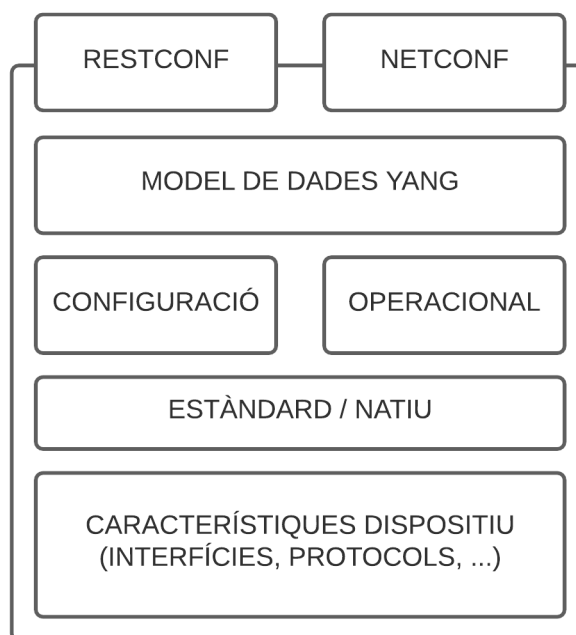 RESTCONF
NETCONF
MODEL DE DADES YANG
CONFIGURACIÓ
OPERACIONAL
ESTÀNDARD / NATIU
CARACTERÍSTIQUES DISPOSITIU
(INTERFÍCIES, PROTOCOLS, ...)